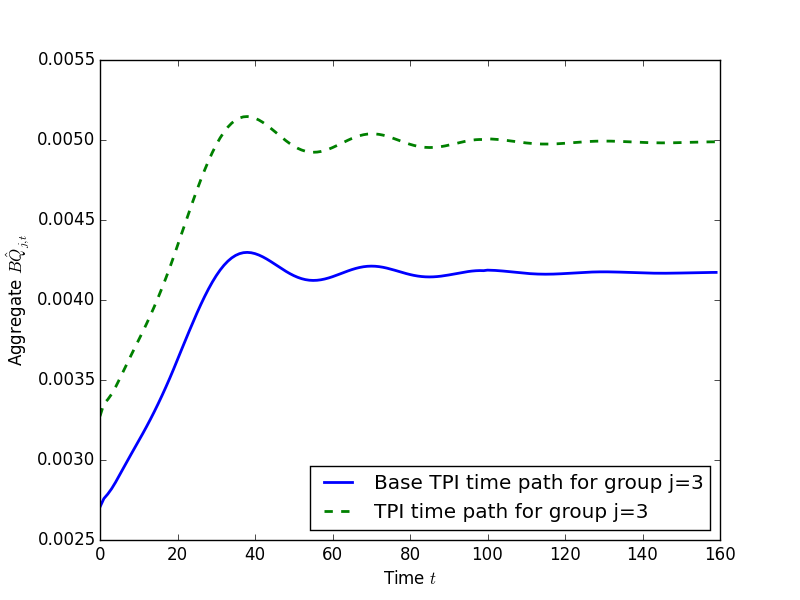 0.0055
0.0050
0.0045
0.0040
0.0035
0.0030
0.0025
Aggregate $\hat{BQ}_{j,t}$
Base TPI time path for group j=3
TPI time path for group j=3
0 20 40 60 80 100 120 140 160
Time t